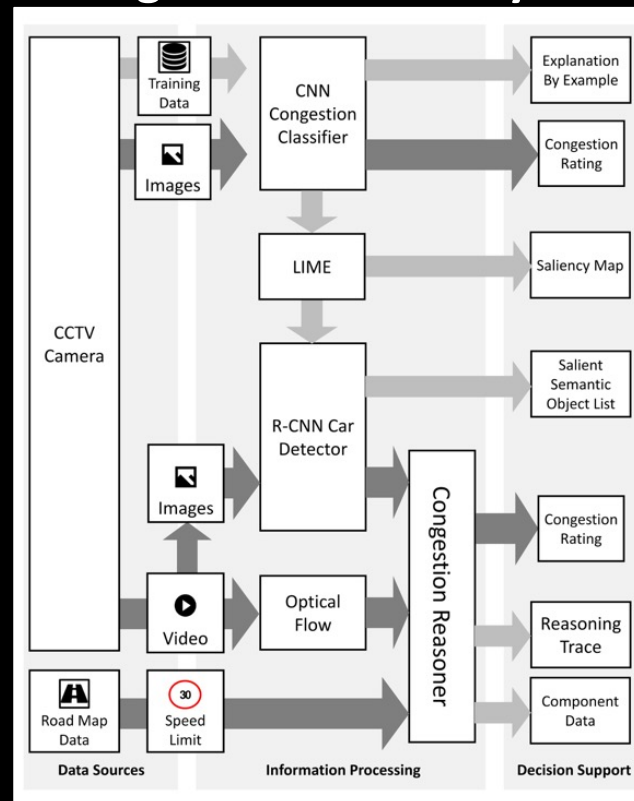 Training
Data
CNN
Congestion
Classifier
Explanation
By Example
Images
Congestion
Rating
LIME
Saliency Map
CCTV
Camera
R-CNN Car
Detector
Salient
Semantic
Object List
Images
Congestion Reasoner
Congestion
Rating
Video
Optical
Flow
Reasoning
Trace
Road Map
Data
30
Speed
Limit
Component
Data
Data Sources
Information Processing
Decision Support